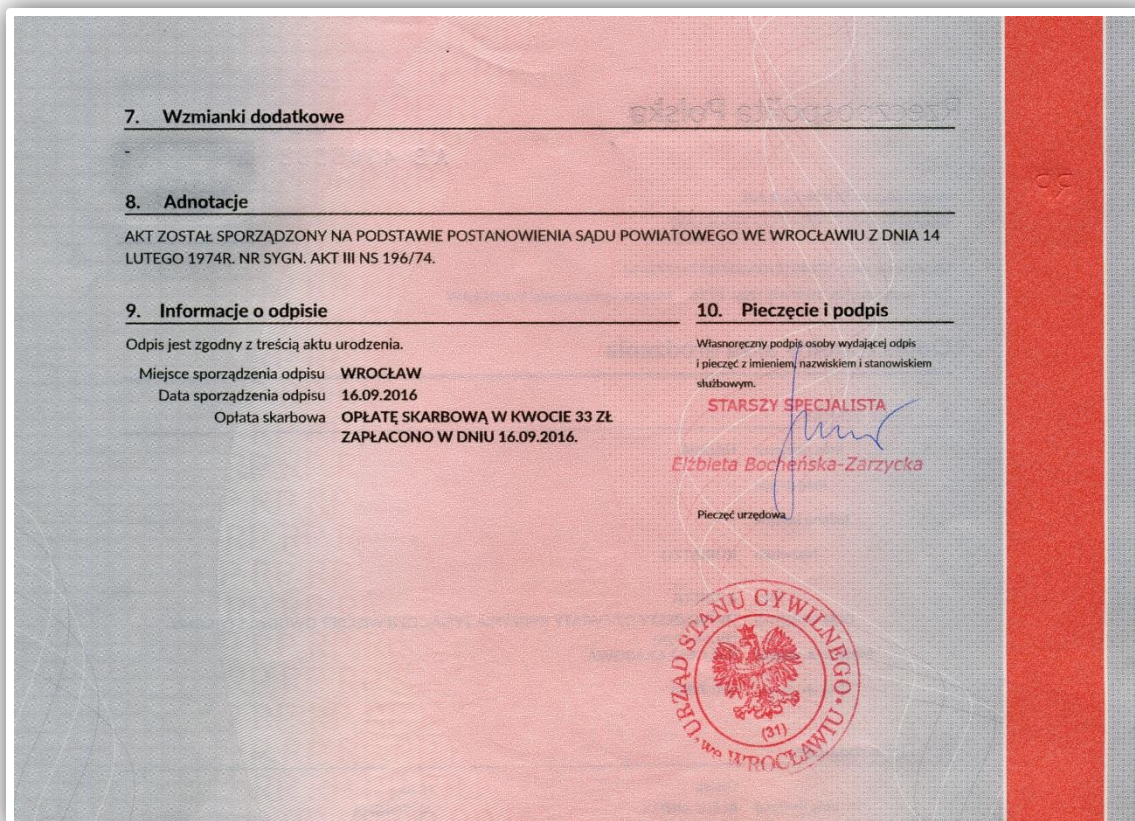 7. Wzmianki dodatkowe
-
8. Adnotacje
AKT ZOSTAŁ SPORZĄDZONY NA PODSTAWIE POSTANOWIENIA SĄDU POWIATOWEGO WE WROCŁAWIU Z DNIA 14
LUTEGO 1974R. NR SYGN. AKT III NS 196/74.
9. Informacje o odpisie
Odpis jest zgodny z treścią aktu urodzenia.
Miejsce sporządzenia odpisu WROCŁAW
Data sporządzenia odpisu 16.09.2016
Opłata skarbowa OPŁATĘ SKARBOWĄ W KWOCIE 33 ZŁ
ZAPŁACONO W DNIU 16.09.2016.
10. Pieczęcie i podpis
Własnoręczny podpis osoby wydającej odpis
i pieczęć z imieniem, nazwiskiem i stanowiskiem
służbowym.
STARSZY SPECJALISTA
Elżbieta Bocheńska-Zarzycka
Pieczęć urzędowa
URZĄD STANU CYWILNEGO
we WROCŁAWIU
(31)
Rzeczpospolita Polska